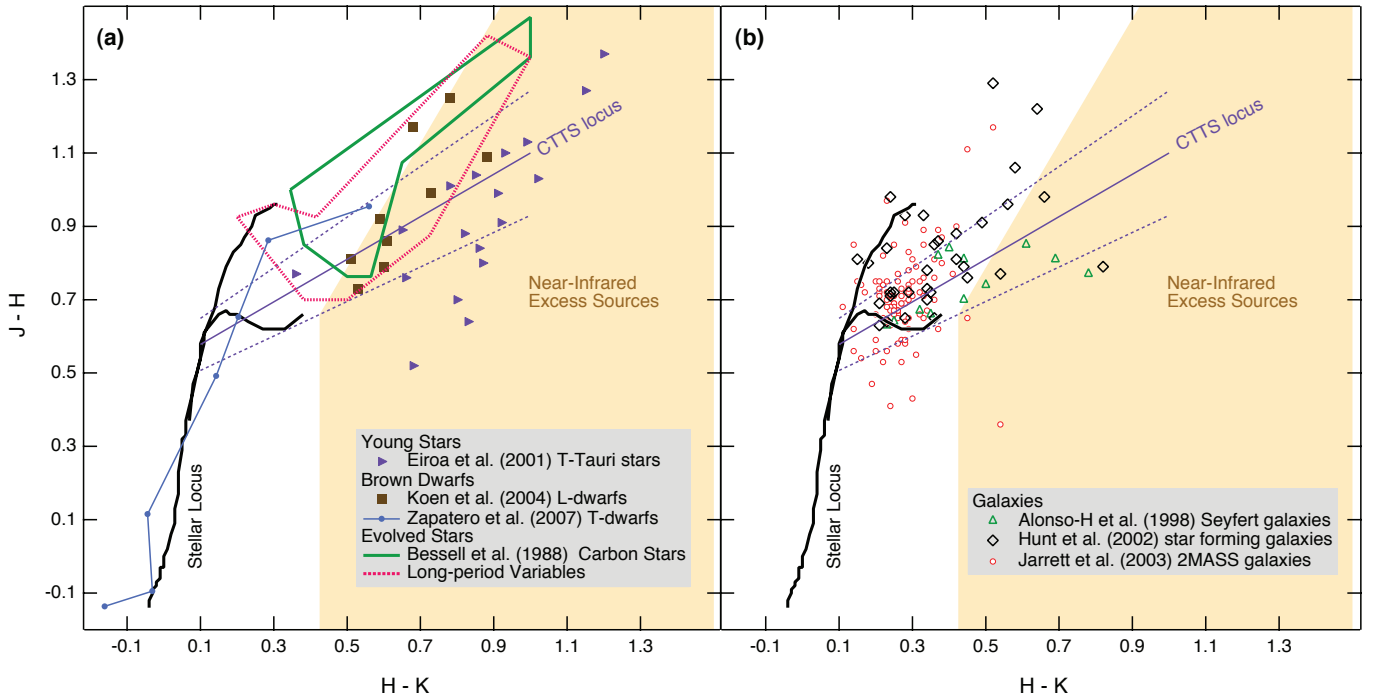 (a)
(b)
J - H
1.3
1.1
0.9
0.7
0.5
0.3
0.1
-0.1
CTTS locus
Near-Infrared
Excess Sources
Stellar Locus
Young Stars
Eiroa et al. (2001) T-Tauri stars
Brown Dwarfs
Koen et al. (2004) L-dwarfs
Zapatero et al. (2007) T-dwarfs
Evolved Stars
Bessell et al. (1988) Carbon Stars
Long-period Variables
-0.1 0.1 0.3 0.5 0.7 0.9 1.1 1.3
H - K
CTTS locus
Near-Infrared
Excess Sources
Stellar Locus
Galaxies
Alonso-H et al. (1998) Seyfert galaxies
Hunt et al. (2002) star forming galaxies
Jarrett et al. (2003) 2MASS galaxies
-0.1 0.1 0.3 0.5 0.7 0.9 1.1 1.3 1.5
H - K